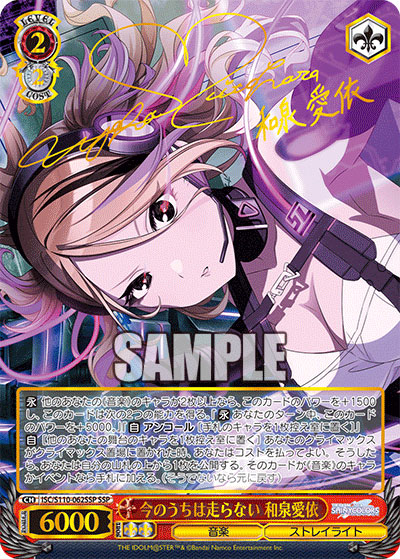 LEVEL
2
2
COST
和泉愛依
SL
SAMPLE
永 他のあなたの《音楽》のキャラが2枚以上なら、このカードのパワーを+1500
し、このカードは次の2つの能力を得る。『永 あなたのターン中、このカードの
パワーを+5000。』『自 アンコール [手札のキャラを1枚控え室に置く]』
自 [他のあなたの舞台のキャラを1枚控え室に置く] あなたのクライマックス
がクライマックス置場に置かれた時、あなたはコストを払ってよい。そうした
ら、あなたは自分の山札の上から1枚を公開する。そのカードが《音楽》のキャラ
かイベントなら手札に加える。(そうでないなら元に戻す)
ISC/S110-062SSP SSP
POWER
6000
SOUL
今のうちは走らない 和泉愛依
SHINYCOLORS
音楽
ストレイライト
THE IDOLM@STER™& ©Bandai Namco Entertainment Inc.